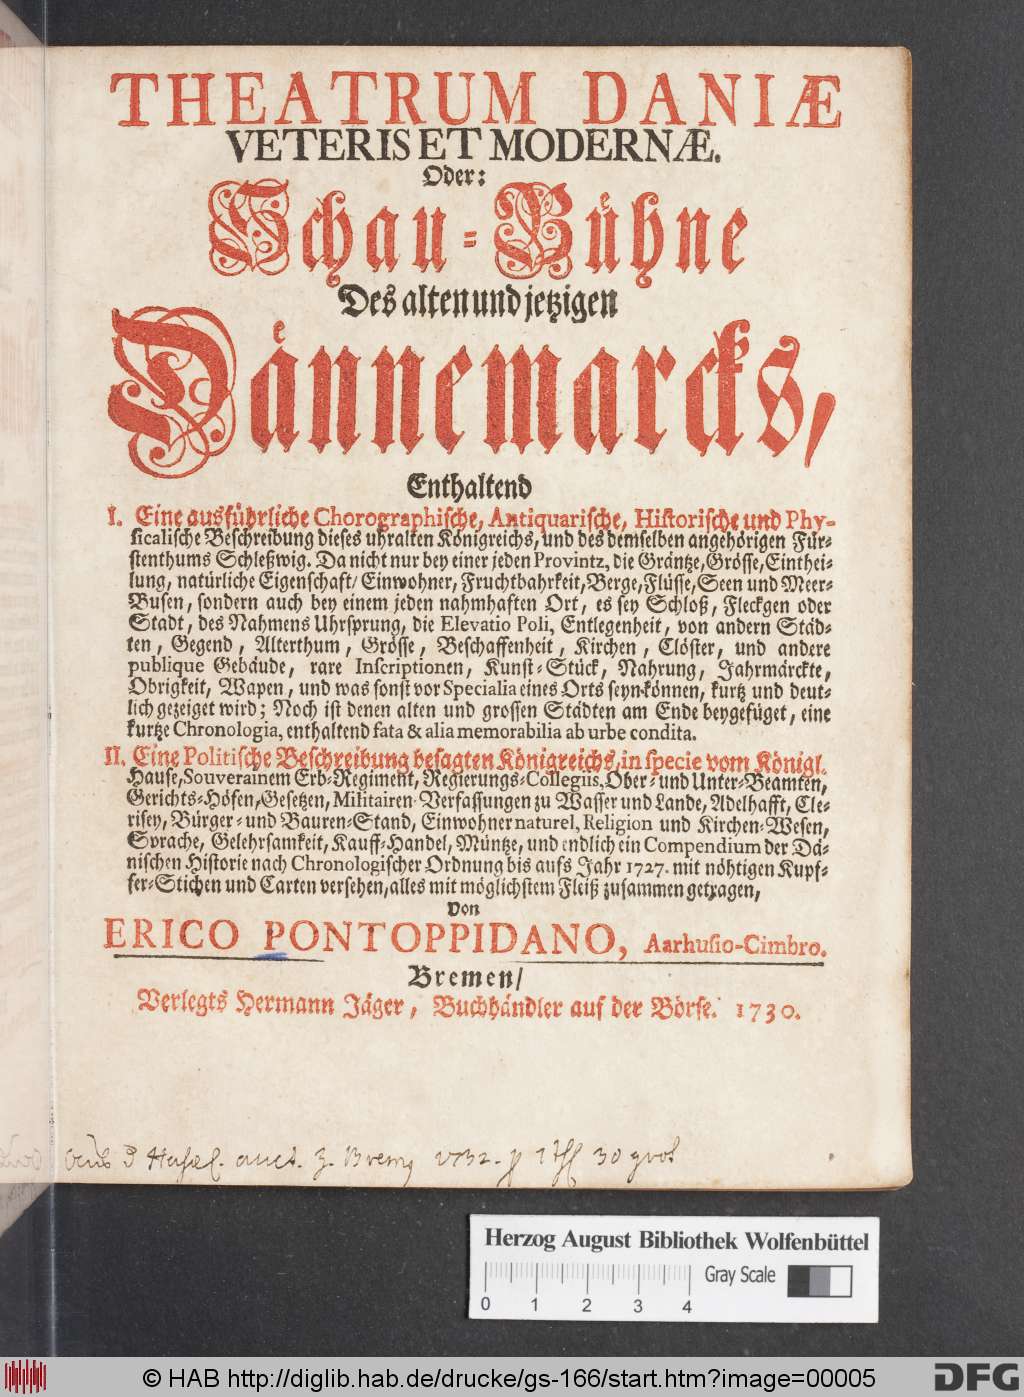 THEATRUM DANIÆ
VETERIS ET MODERNÆ.
Oder:
Schau-Bühne
Des alten und jetzigen
Dännemarcks,
Enthaltend
I. Eine ausführliche Chorographische, Antiquarische, Historische und Phy-
sicalische Beschreibung dieses uhralten Königreichs, und des demselben angehörigen Für-
stenthums Schleßwig. Da nicht nur bey einer jeden Provintz, die Gräntze, Grösse, Einthei-
lung, natürliche Eigenschaft/ Einwohner, Fruchtbahrkeit, Berge, Flüsse, Seen und Meer-
Busen, sondern auch bey einem jeden nahmhaften Ort, es sey Schloß, Fleckgen oder
Stadt, des Nahmens Uhrsprung, die Elevatio Poli, Entlegenheit, von andern Städ-
ten, Gegend, Alterthum, Grösse, Beschaffenheit, Kirchen, Clöster, und andere
publique Gebäude, rare Inscriptionen, Kunst-Stück, Nahrung, Jahrmärckte,
Obrigkeit, Wapen, und was sonst vor Specialia eines Orts seyn können, kurtz und deut-
lich gezeiget wird; Noch ist denen alten und grossen Städten am Ende beygefüget, eine
kurtze Chronologia, enthaltend fata & alia memorabilia ab urbe condita.
II. Eine Politische Beschreibung besagten Königreichs, in specie vom Königl.
Hause, Souverainem Erb-Regiment, Regierungs-Collegiis, Ober- und Unter-Beamten,
Gerichts-Höfen, Gesetzen, Militairen-Verfassungen zu Wasser und Lande, Adelhafft, Cle-
risey, Bürger- und Bauren-Stand, Einwohner naturel, Religion und Kirchen-Wesen,
Sprache, Gelehrsamkeit, Kauff-Handel, Müntze, und endlich ein Compendium der Dä-
nischen Historie nach Chronologischer Ordnung bis aufs Jahr 1727. mit nöhtigen Kupf-
fer-Stichen und Carten versehen, alles mit möglichstem Fleiß zusammen getragen,
von
ERICO PONTOPPIDANO, Aarhusio-Cimbro.
Bremen/
Verlegts Hermann Jäger, Buchhändler auf der Börse. 1730.
auct. Brem 1732. 30 grot
Herzog August Bibliothek Wolfenbüttel
Gray Scale
0 1 2 3 4
© HAB http://diglib.hab.de/drucke/gs-166/start.htm?image=00005
DFG